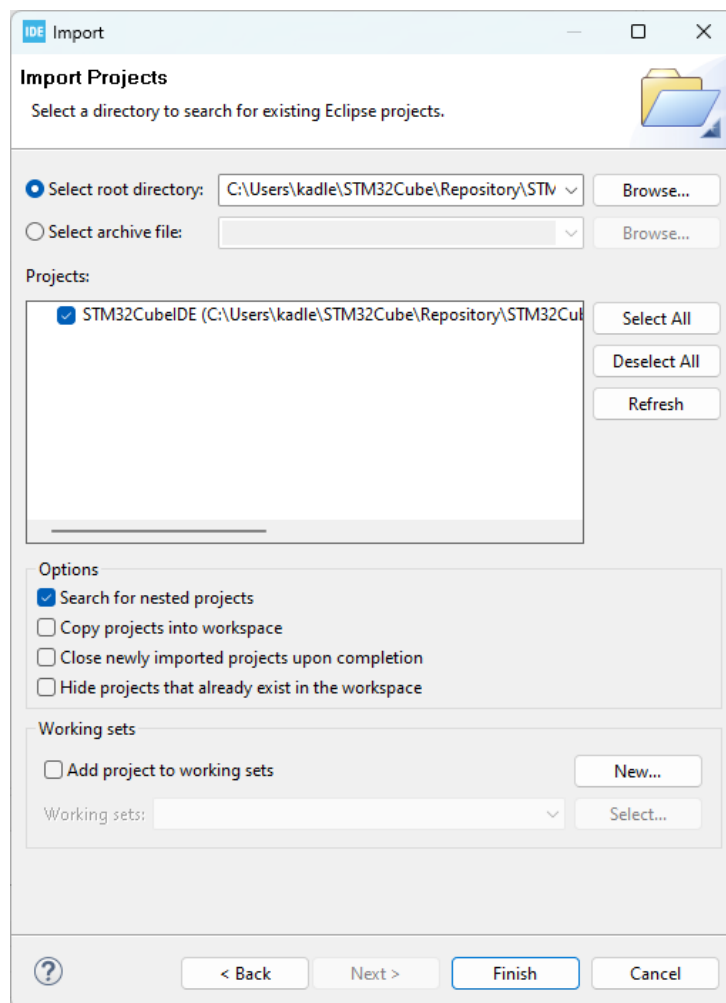 IDE Import
Import Projects
Select a directory to search for existing Eclipse projects.
Select root directory: C:\Users\kadle\STM32Cube\Repository\STM Browse...
Select archive file: Browse...
Projects:
STM32CubeIDE (C:\Users\kadle\STM32Cube\Repository\STM32Cul
Select All
Deselect All
Refresh
Options
Search for nested projects
Copy projects into workspace
Close newly imported projects upon completion
Hide projects that already exist in the workspace
Working sets
Add project to working sets New...
Working sets: Select...
? < Back Next > Finish Cancel